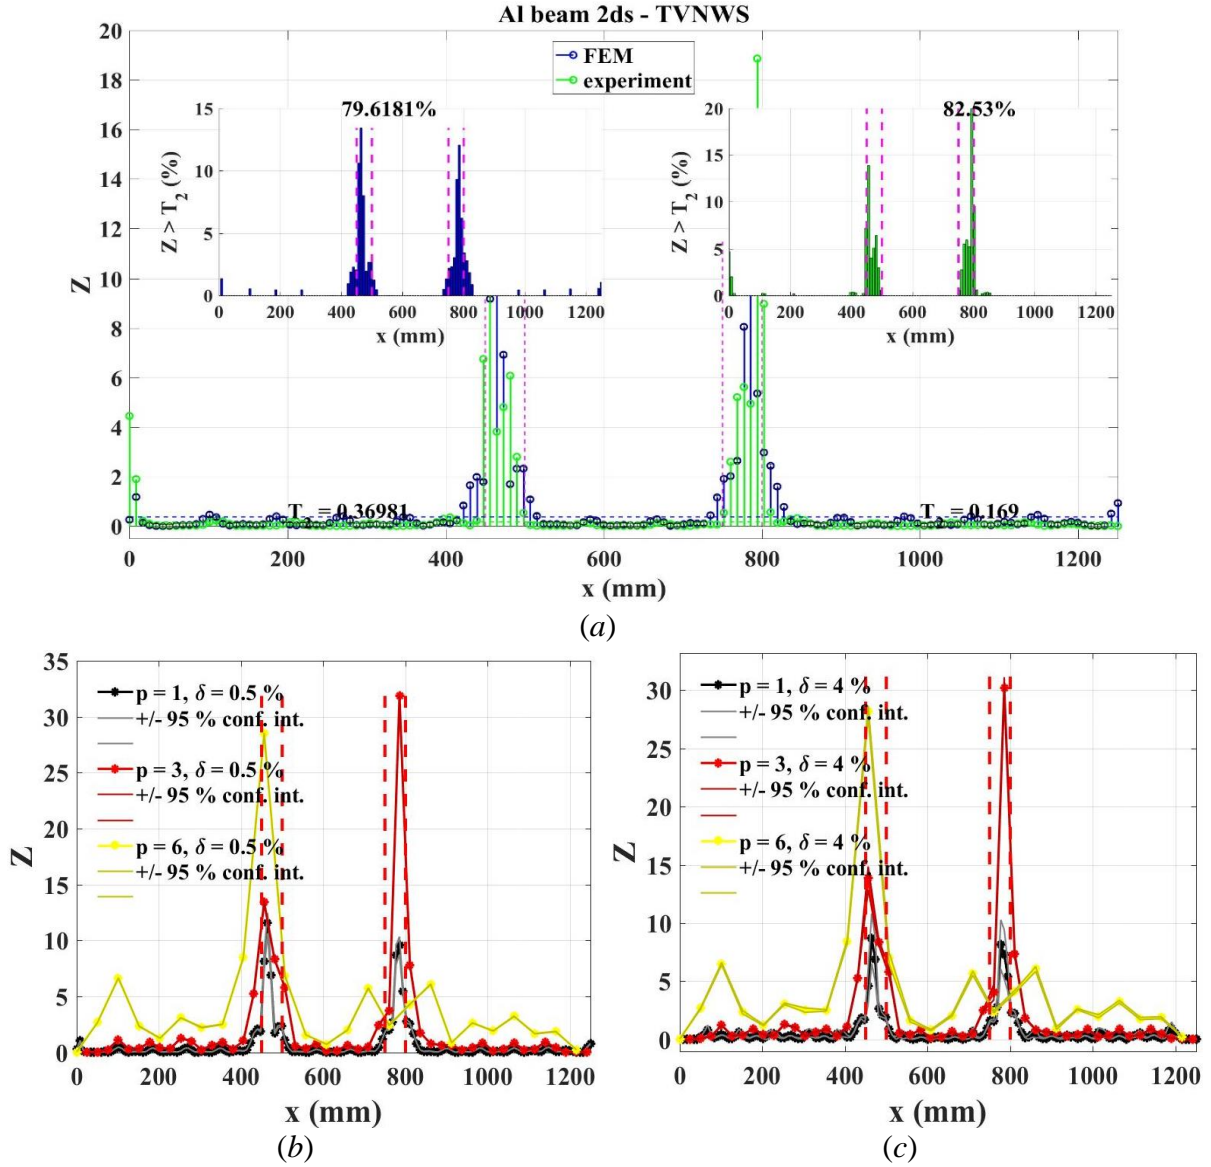 Al beam 2ds - TVNWS
20
18
16
14
12
10
8
6
4
2
0
Z
FEM
experiment
79.6181%
15
10
5
0
Z > T2 (%)
0 200 400 600 800 1000 1200
x (mm)
82.53%
20
15
10
5
0
Z > T2 (%)
0 200 400 600 800 1000 1200
x (mm)
T2 = 0.36981
T2 = 0.169
0 200 400 600 800 1000 1200
x (mm)
(a)
35
30
25
20
15
10
5
0
Z
p = 1, δ = 0.5 %
+/- 95 % conf. int.
p = 3, δ = 0.5 %
+/- 95 % conf. int.
p = 6, δ = 0.5 %
+/- 95 % conf. int.
0 200 400 600 800 1000 1200
x (mm)
(b)
30
25
20
15
10
5
0
Z
p = 1, δ = 4 %
+/- 95 % conf. int.
p = 3, δ = 4 %
+/- 95 % conf. int.
p = 6, δ = 4 %
+/- 95 % conf. int.
0 200 400 600 800 1000 1200
x (mm)
(c)